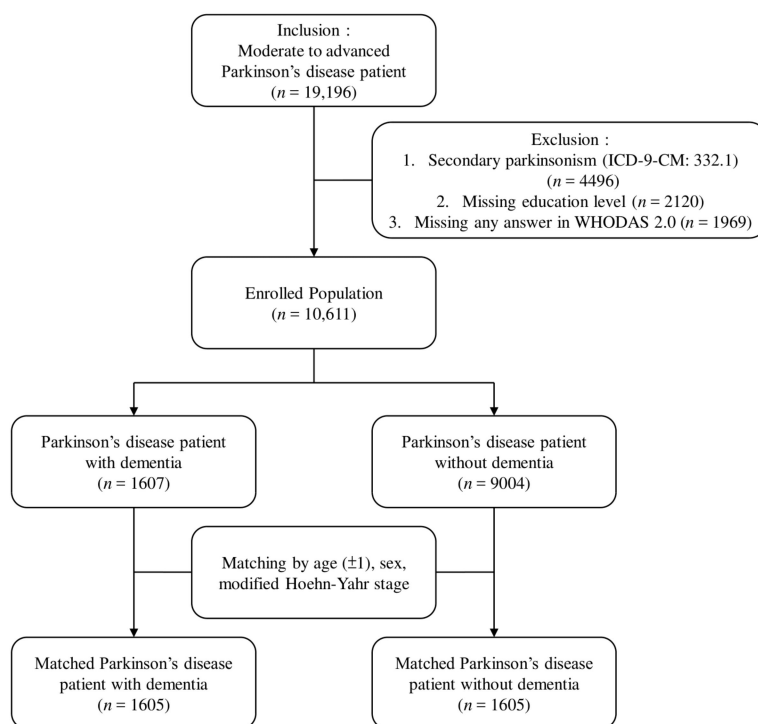 Inclusion :
Moderate to advanced
Parkinson's disease patient
(n = 19,196)
Exclusion :
1. Secondary parkinsonism (ICD-9-CM: 332.1)
(n = 4496)
2. Missing education level (n = 2120)
3. Missing any answer in WHODAS 2.0 (n = 1969)
Enrolled Population
(n = 10,611)
Parkinson's disease patient
with dementia
(n = 1607)
Parkinson's disease patient
without dementia
(n = 9004)
Matching by age (±1), sex,
modified Hoehn-Yahr stage
Matched Parkinson's disease
patient with dementia
(n = 1605)
Matched Parkinson's disease
patient without dementia
(n = 1605)